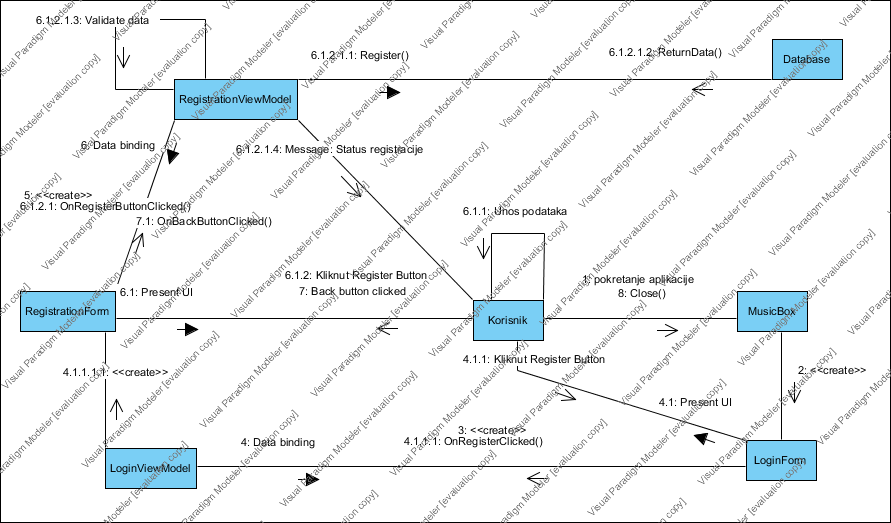 6.1.2.1.3: Validate data
6.1.2.1.1: Register()
6.1.2.1.2: ReturnData()
Database
RegistrationViewModel
6: Data binding
6.1.2.1.4: Message: Status registracije
5: <<create>>
6.1.2.1: OnRegisterButtonClicked()
7.1: OnBackButtonClicked()
6.1.1: Unos podataka
6.1.2: Kliknut Register Button
7: Back button clicked
1: pokretanje aplikacije
8: Close()
6.1: Present UI
RegistrationForm
Korisnik
MusicBox
4.1.1: Kliknut Register Button
4.1.1.1.1: <<create>>
2: <<create>>
4.1: Present UI
3: <<create>>
4: Data binding
4.1.1.1: OnRegisterClicked()
LoginViewModel
LoginForm
Visual Paradigm Modeler [evaluation copy]